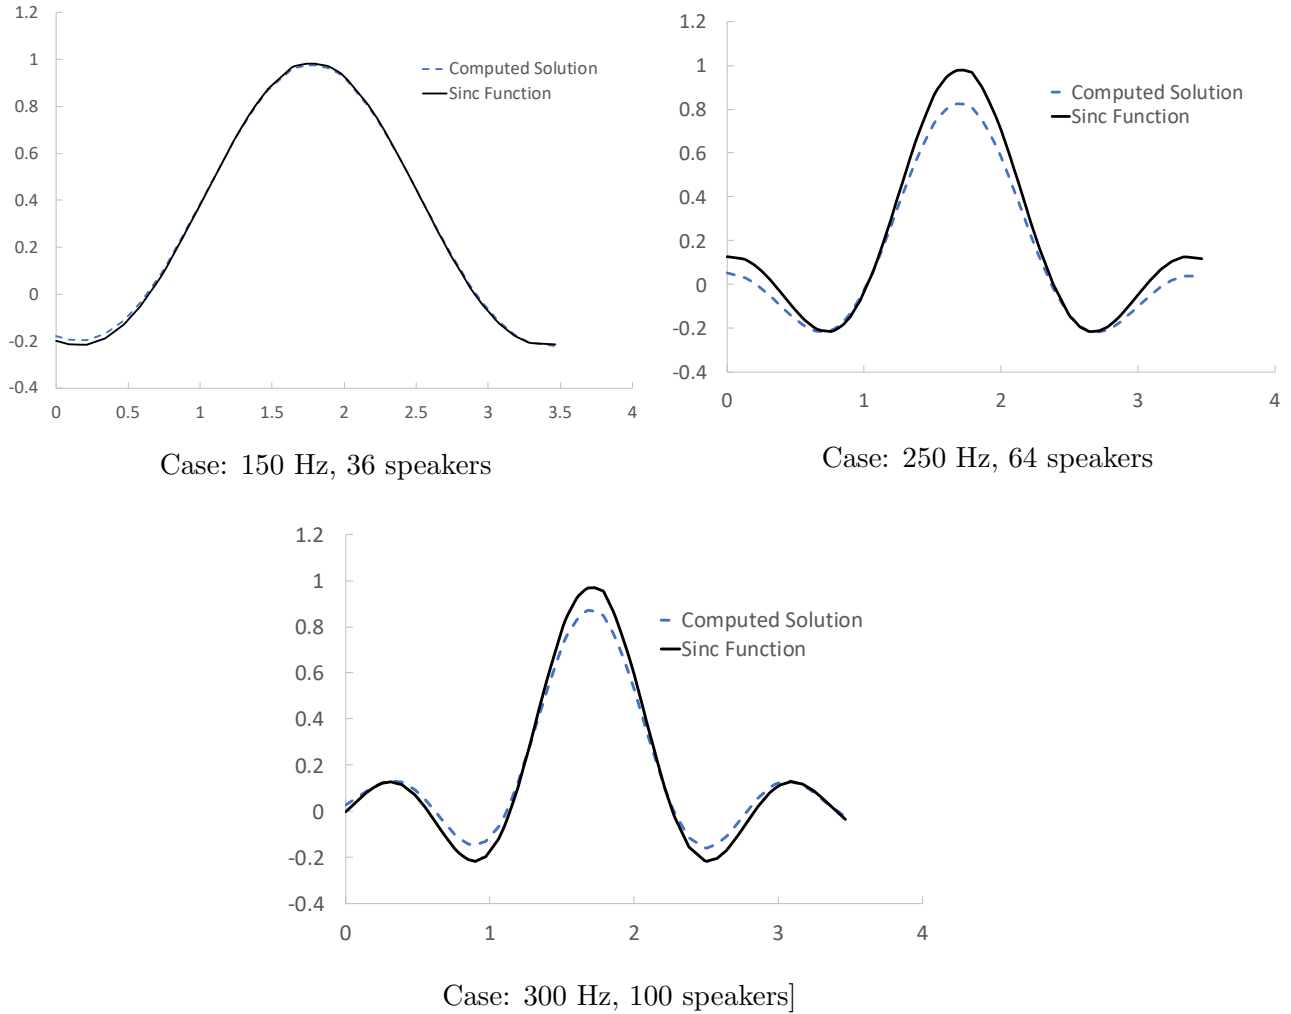 1.2
1
0.8
0.6
0.4
0.2
0
-0.2
-0.4
0 0.5 1 1.5 2 2.5 3 3.5 4
Computed Solution
Sinc Function
Case: 150 Hz, 36 speakers
1.2
1
0.8
0.6
0.4
0.2
0
-0.2
-0.4
0 1 2 3 4
Computed Solution
Sinc Function
Case: 250 Hz, 64 speakers
1.2
1
0.8
0.6
0.4
0.2
0
-0.2
-0.4
0 1 2 3 4
Computed Solution
Sinc Function
Case: 300 Hz, 100 speakers]